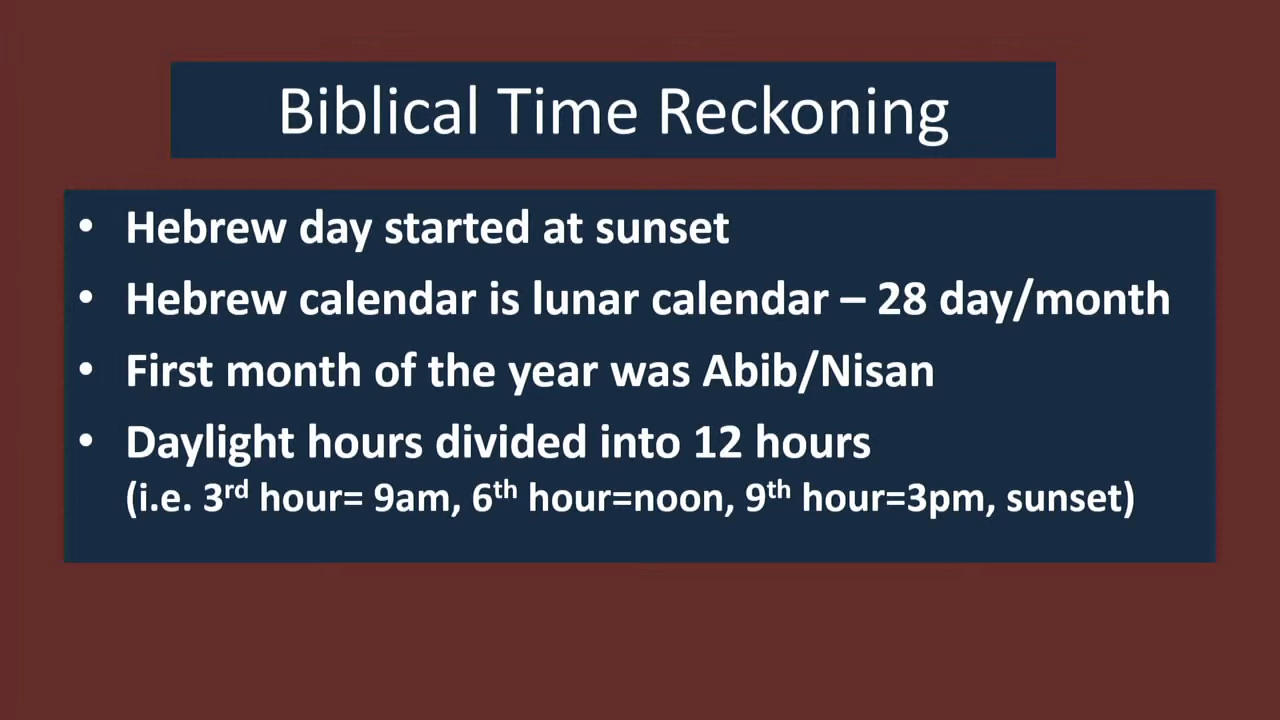 Biblical Time Reckoning
• Hebrew day started at sunset
• Hebrew calendar is lunar calendar – 28 day/month
• First month of the year was Abib/Nisan
• Daylight hours divided into 12 hours
(i.e. 3rd hour= 9am, 6th hour=noon, 9th hour=3pm, sunset)